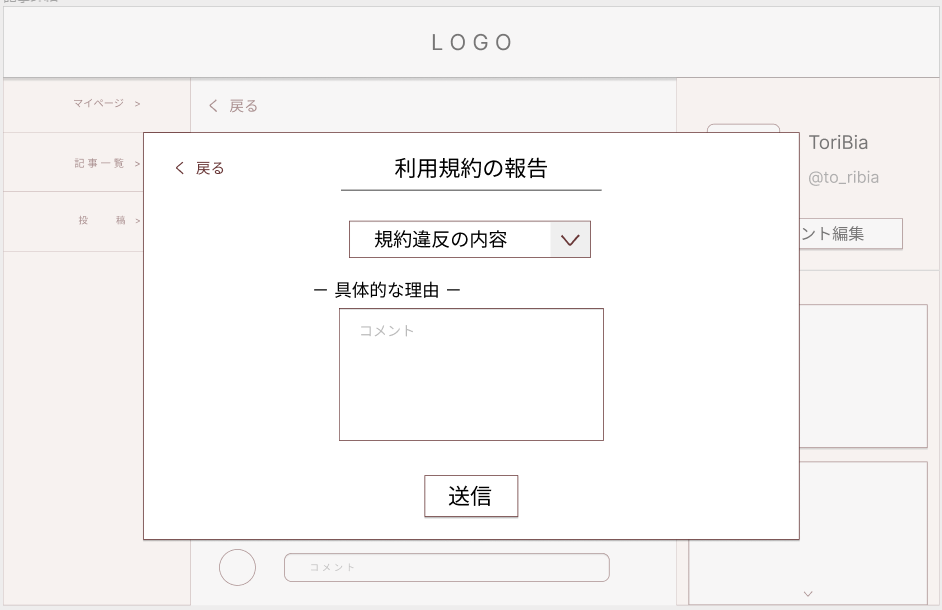 LOGO
マイページ >
戻る
記事一覧 >
投 稿 >
ToriBia
@to_ribia
ント編集
戻る
利用規約の報告
規約違反の内容
ー 具体的な理由 ー
コメント
送信
コメント